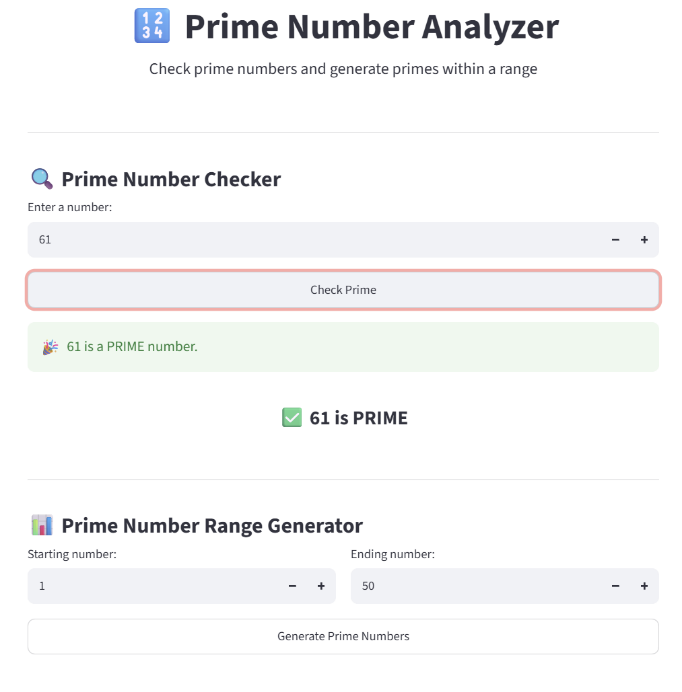 🔢 Prime Number Analyzer
Check prime numbers and generate primes within a range
🔍 Prime Number Checker
Enter a number:
61 − +
Check Prime
🎉 61 is a PRIME number.
✅ 61 is PRIME
📊 Prime Number Range Generator
Starting number: Ending number:
1 − + 50 − +
Generate Prime Numbers